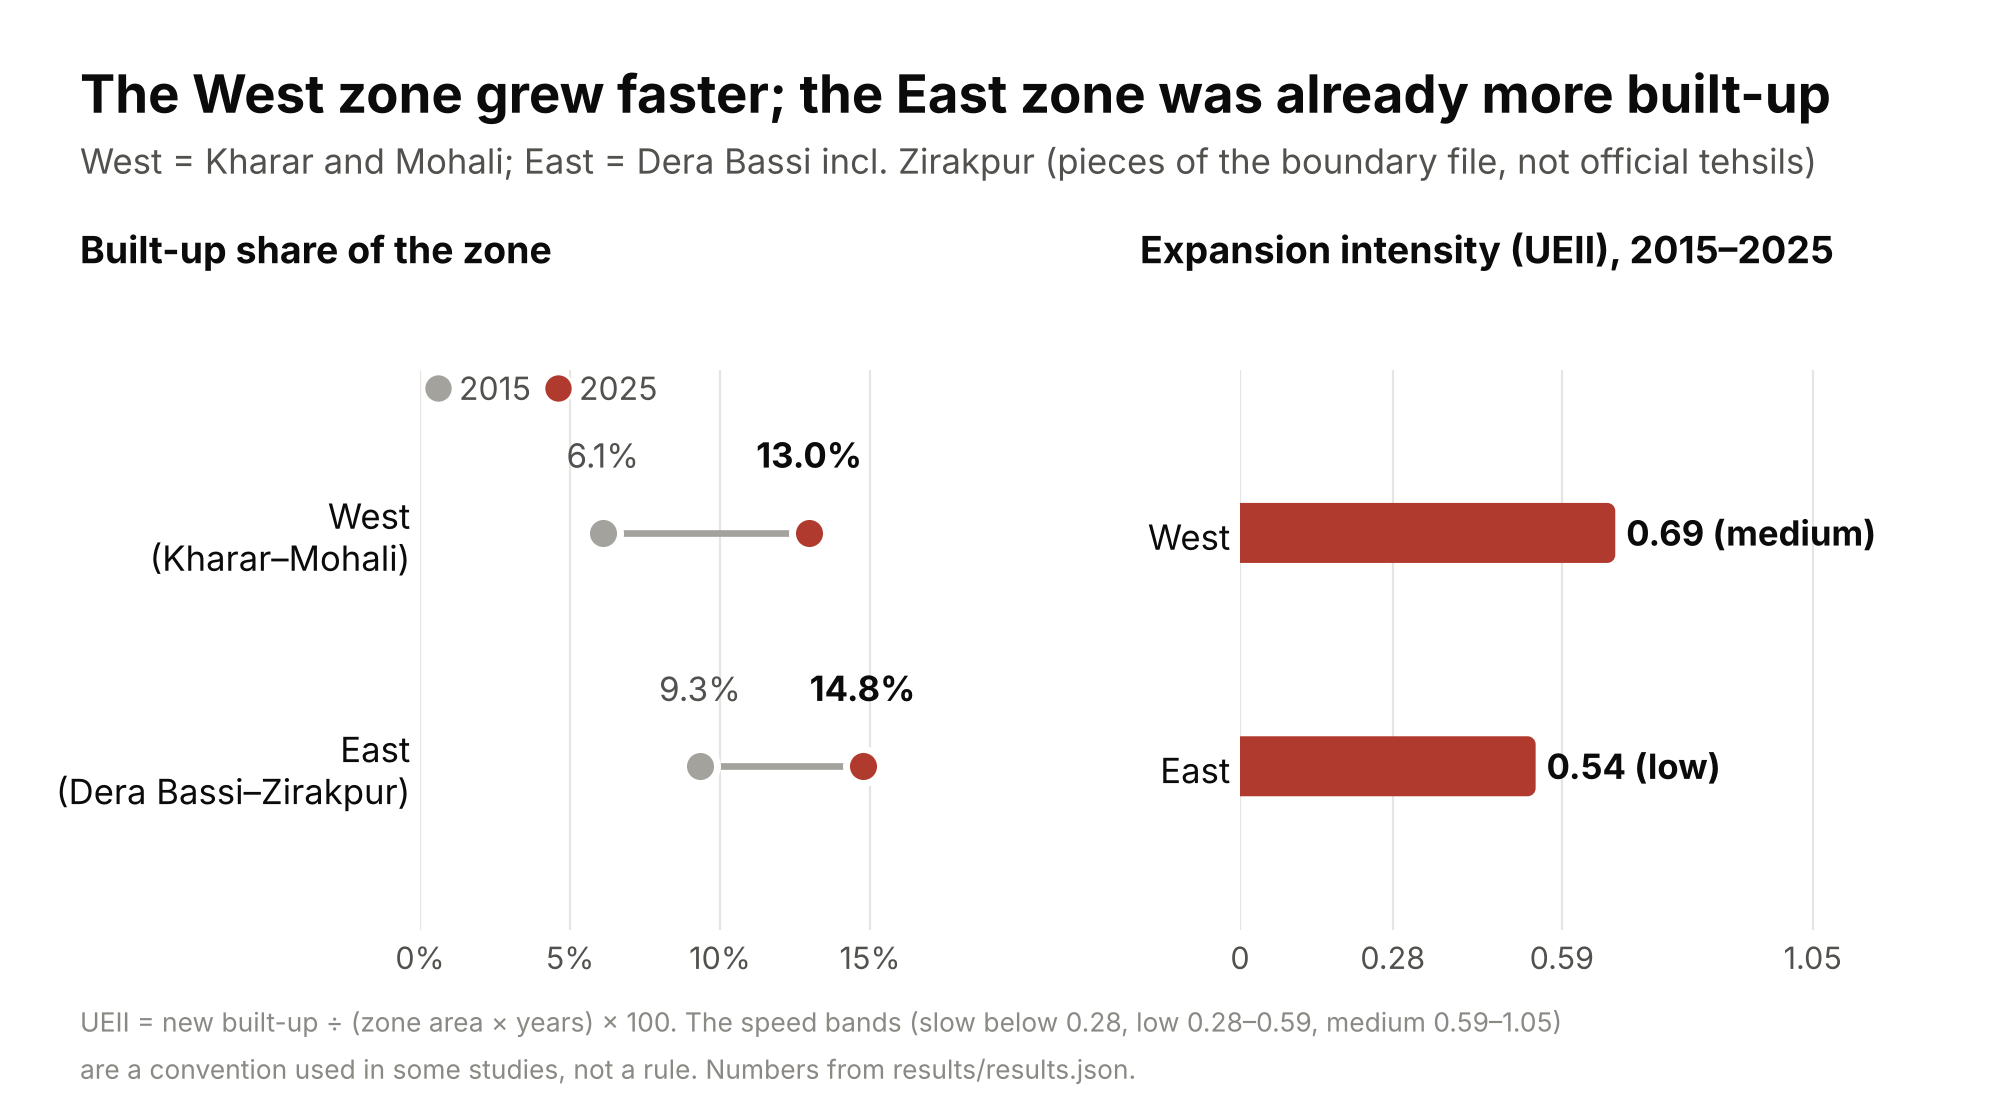 The West zone grew faster; the East zone was already more built-up
West = Kharar and Mohali; East = Dera Bassi incl. Zirakpur (pieces of the boundary file, not official tehsils)
Built-up share of the zone
2015
2025
6.1%
13.0%
West
(Kharar–Mohali)
9.3%
14.8%
East
(Dera Bassi–Zirakpur)
0%
5%
10%
15%
Expansion intensity (UEII), 2015–2025
West
0.69 (medium)
East
0.54 (low)
0
0.28
0.59
1.05
UEII = new built-up ÷ (zone area × years) × 100. The speed bands (slow below 0.28, low 0.28–0.59, medium 0.59–1.05)
are a convention used in some studies, not a rule. Numbers from results/results.json.